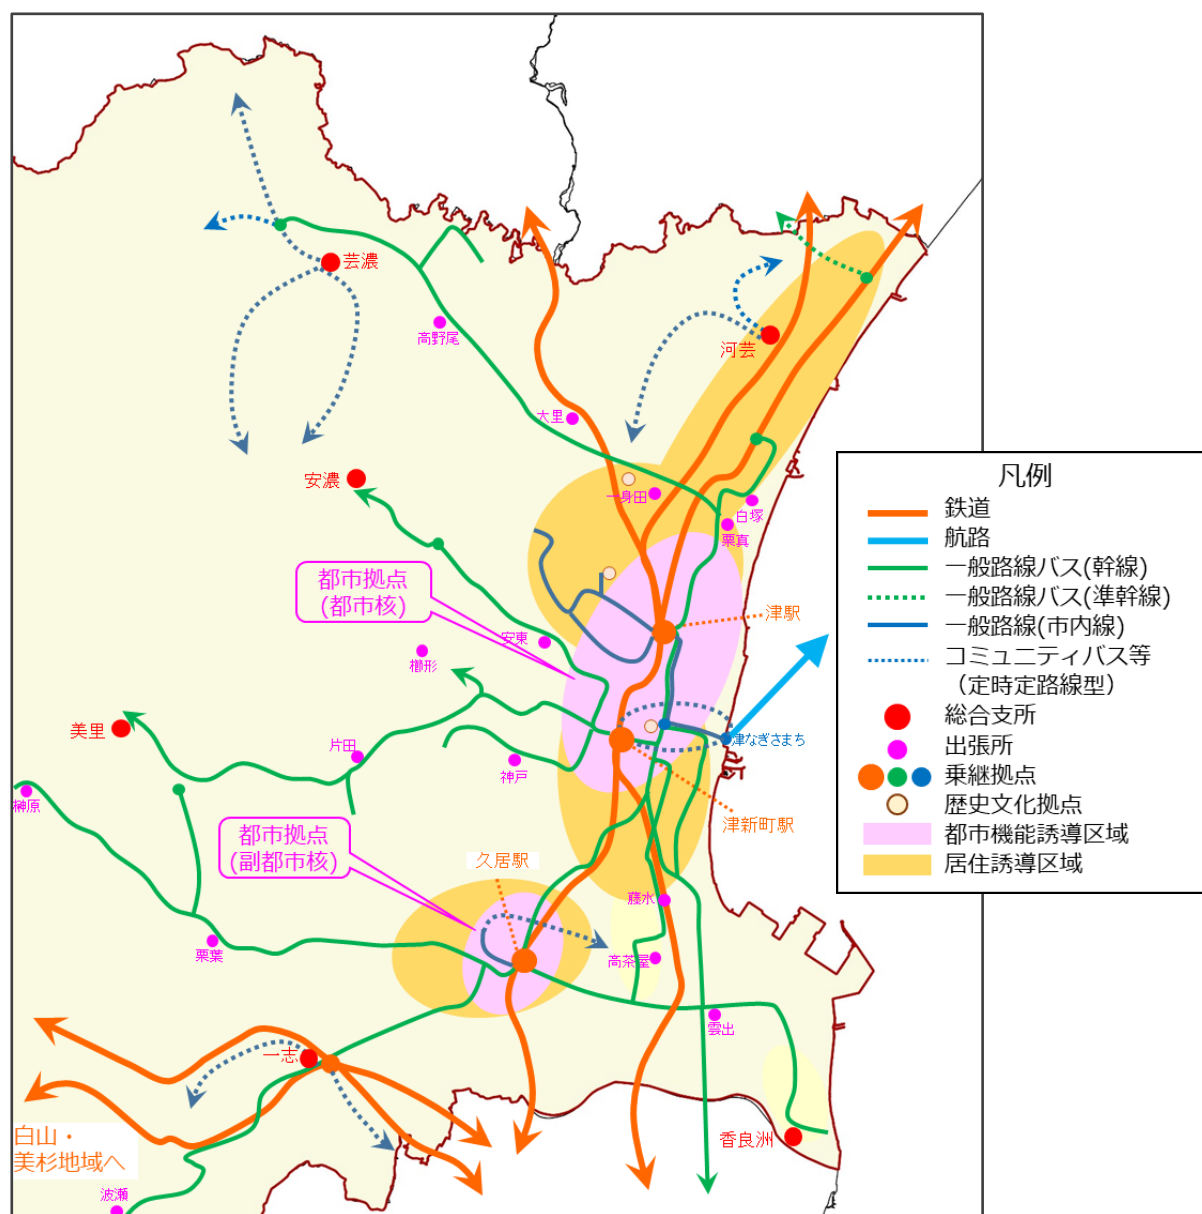 芸濃
高野尾
河芸
大里
凡例
鉄道
航路
一般路線バス(幹線)
一般路線バス(準幹線)
一般路線(市内線)
コミュニティバス等
(定時定路線型)
総合支所
出張所
乗継拠点
歴史文化拠点
都市機能誘導区域
居住誘導区域
安濃
一身田
白塚
栗真
都市拠点
(都市核)
津駅
安東
櫛形
美里
片田
神戸
津なぎさまち
榊原
津新町駅
都市拠点
(副都市核)
久居駅
藤水
栗葉
高茶屋
雲出
一志
香良洲
白山・
美杉地域へ
波瀬